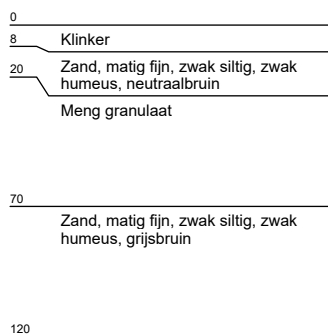 0
8
Klinker
20
Zand, matig fijn, zwak siltig, zwak
humeus, neutraalbruin
Meng granulaat
70
Zand, matig fijn, zwak siltig, zwak
humeus, grijsbruin
120